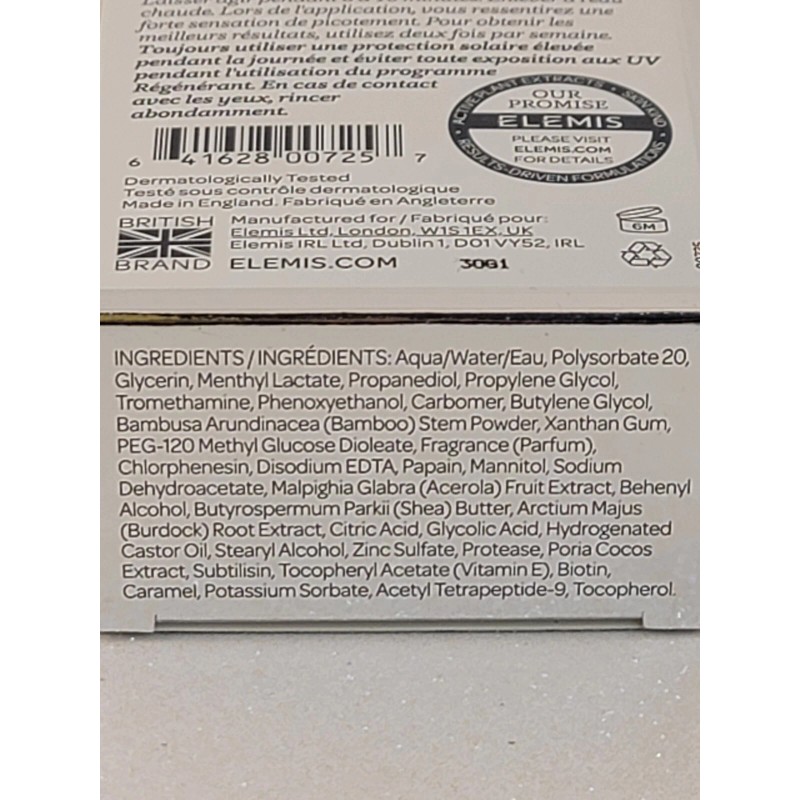 chaude. Lors de l'application, vous ressentirez une
forte sensation de picotement. Pour obtenir les
meilleurs résultats, utilisez deux fois par semaine.
Toujours utiliser une protection solaire élevée
pendant la journée et éviter toute exposition aux UV
pendant l'utilisation du programme
Régénérant. En cas de contact
avec les yeux, rincer
abondamment.
ACTIVE PLANT EXTRACTS • SKIN KIND
OUR
PROMISE
ELEMIS
PLEASE VISIT
ELEMIS.COM
FOR DETAILS
RESULTS-DRIVEN FORMULATIONS
6 41628 00725 7
Dermatologically Tested
Testé sous contrôle dermatologique
Made in England. Fabriqué en Angleterre
BRITISH
BRAND
Manufactured for / Fabriqué pour:
Elemis Ltd, London, W1S 1EX, UK
Elemis IRL Ltd, Dublin 1, D01 VY52, IRL
ELEMIS.COM
30G1
6M
INGREDIENTS / INGRÉDIENTS: Aqua/Water/Eau, Polysorbate 20,
Glycerin, Menthyl Lactate, Propanediol, Propylene Glycol,
Tromethamine, Phenoxyethanol, Carbomer, Butylene Glycol,
Bambusa Arundinacea (Bamboo) Stem Powder, Xanthan Gum,
PEG-120 Methyl Glucose Dioleate, Fragrance (Parfum),
Chlorphenesin, Disodium EDTA, Papain, Mannitol, Sodium
Dehydroacetate, Malpighia Glabra (Acerola) Fruit Extract, Behenyl
Alcohol, Butyrospermum Parkii (Shea) Butter, Arctium Majus
(Burdock) Root Extract, Citric Acid, Glycolic Acid, Hydrogenated
Castor Oil, Stearyl Alcohol, Zinc Sulfate, Protease, Poria Cocos
Extract, Subtilisin, Tocopheryl Acetate (Vitamin E), Biotin,
Caramel, Potassium Sorbate, Acetyl Tetrapeptide-9, Tocopherol.